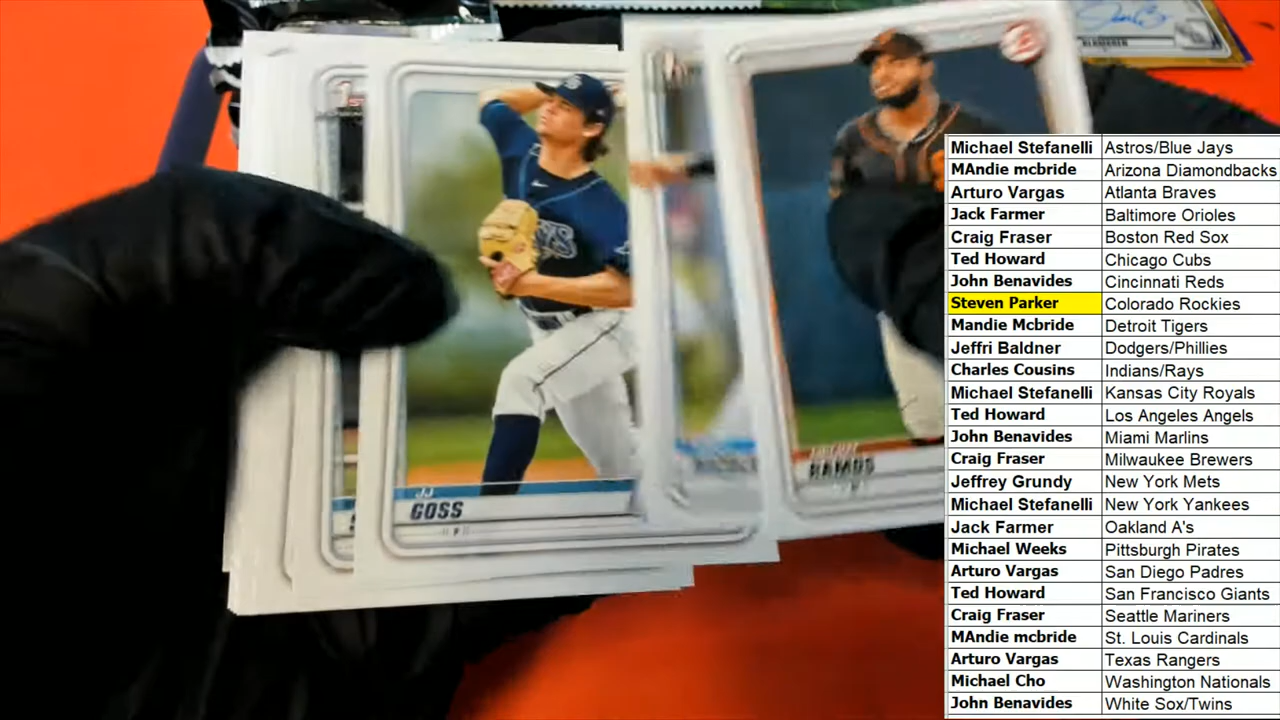 JJ
GOSS
RAMOS
Michael Stefanelli Astros/Blue Jays
MAndie mcbride Arizona Diamondbacks
Arturo Vargas Atlanta Braves
Jack Farmer Baltimore Orioles
Craig Fraser Boston Red Sox
Ted Howard Chicago Cubs
John Benavides Cincinnati Reds
Steven Parker Colorado Rockies
Mandie Mcbride Detroit Tigers
Jeffri Baldner Dodgers/Phillies
Charles Cousins Indians/Rays
Michael Stefanelli Kansas City Royals
Ted Howard Los Angeles Angels
John Benavides Miami Marlins
Craig Fraser Milwaukee Brewers
Jeffrey Grundy New York Mets
Michael Stefanelli New York Yankees
Jack Farmer Oakland A's
Michael Weeks Pittsburgh Pirates
Arturo Vargas San Diego Padres
Ted Howard San Francisco Giants
Craig Fraser Seattle Mariners
MAndie mcbride St. Louis Cardinals
Arturo Vargas Texas Rangers
Michael Cho Washington Nationals
John Benavides White Sox/Twins